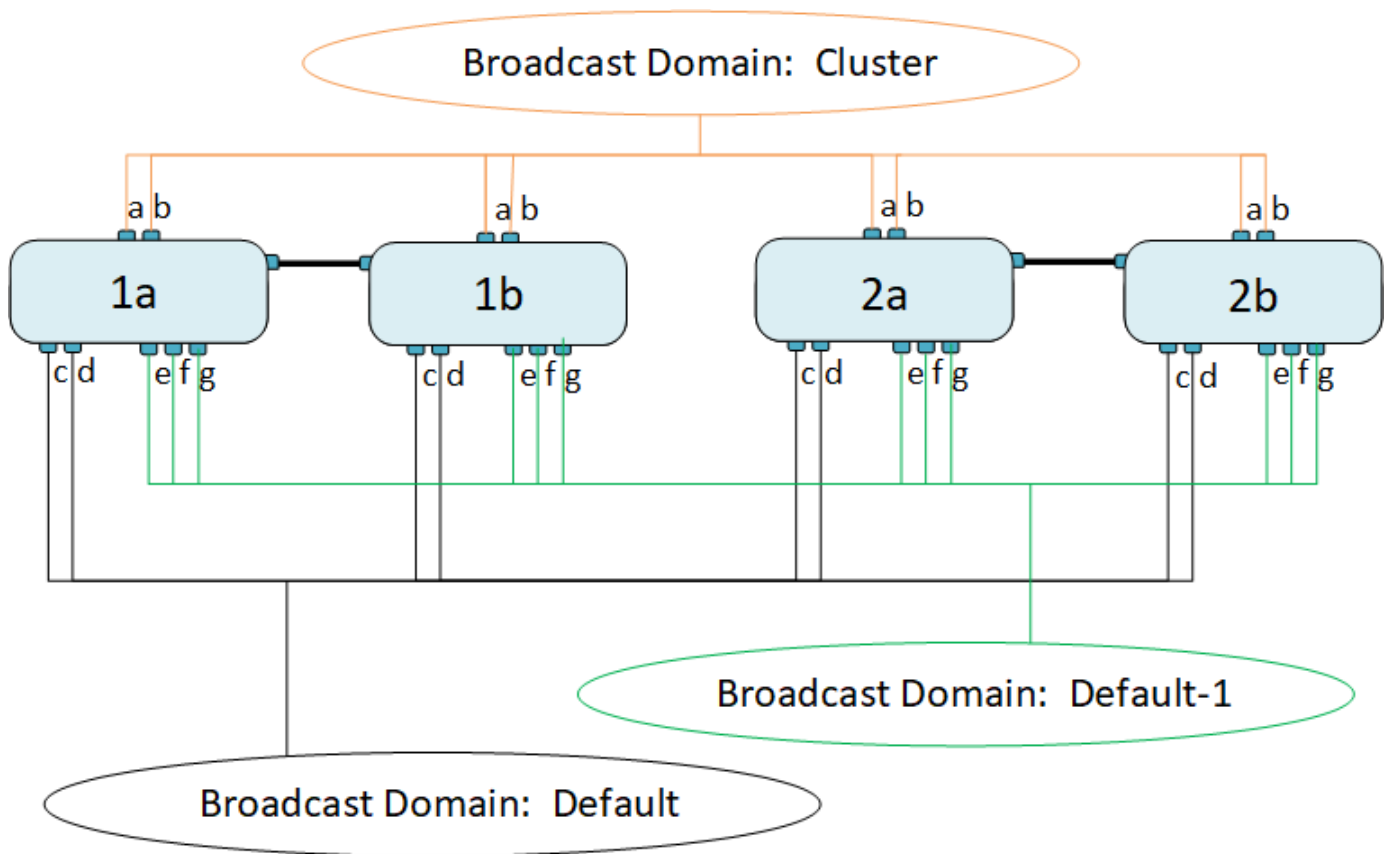 Broadcast Domain: Cluster
a b a b a b a b
1a 1b 2a 2b
c d e f g c d e f g c d e f g c d e f g
Broadcast Domain: Default-1
Broadcast Domain: Default